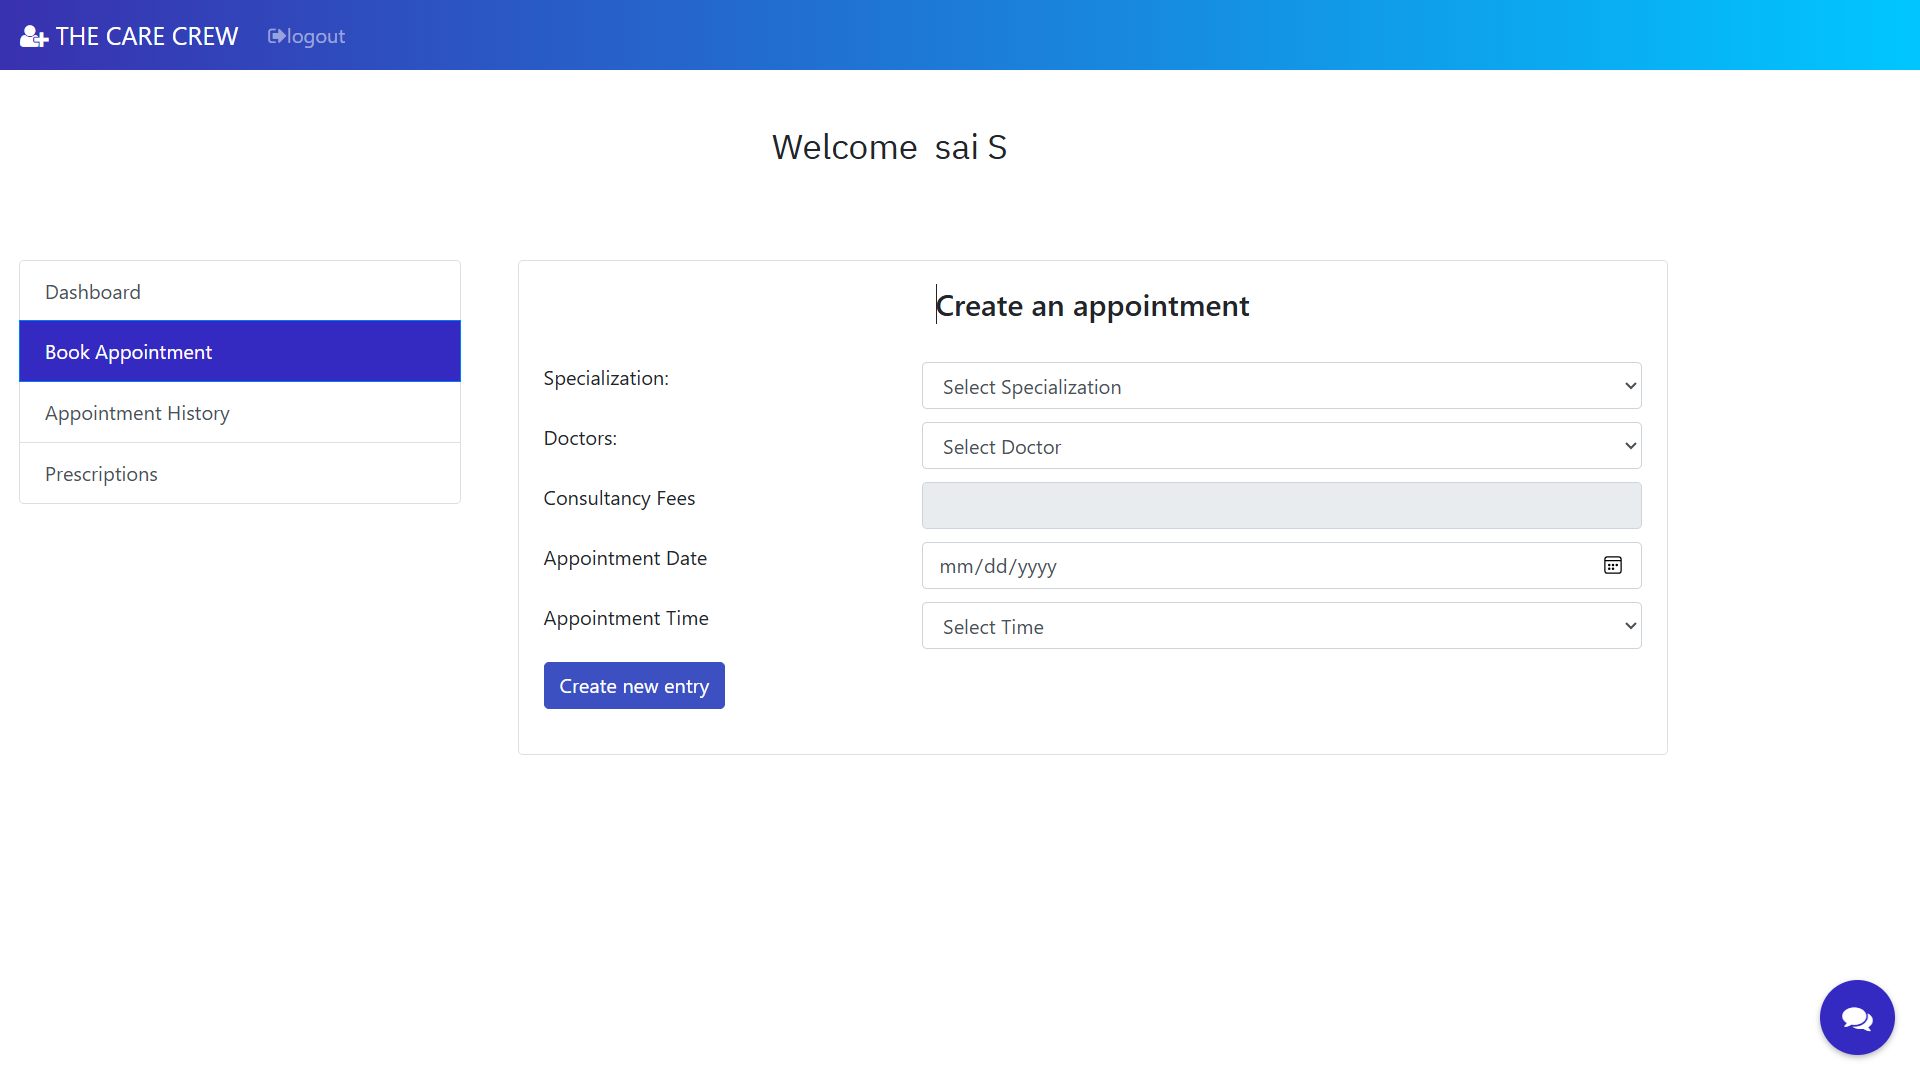 THE CARE CREW logout
Welcome sai S
Dashboard
Book Appointment
Appointment History
Prescriptions
Create an appointment
Specialization:
Select Specialization
Doctors:
Select Doctor
Consultancy Fees
Appointment Date
mm/dd/yyyy
Appointment Time
Select Time
Create new entry